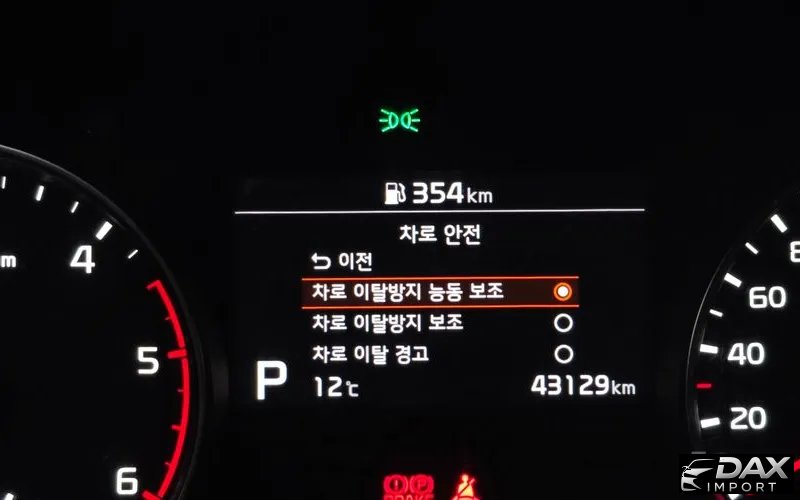 354km
차로 안전
이전
차로 이탈방지 능동 보조
차로 이탈방지 보조
차로 이탈 경고
P
12℃
43129km
m
4
5
6
8
60
40
20
P
BRAKE
DAX
IMPORT